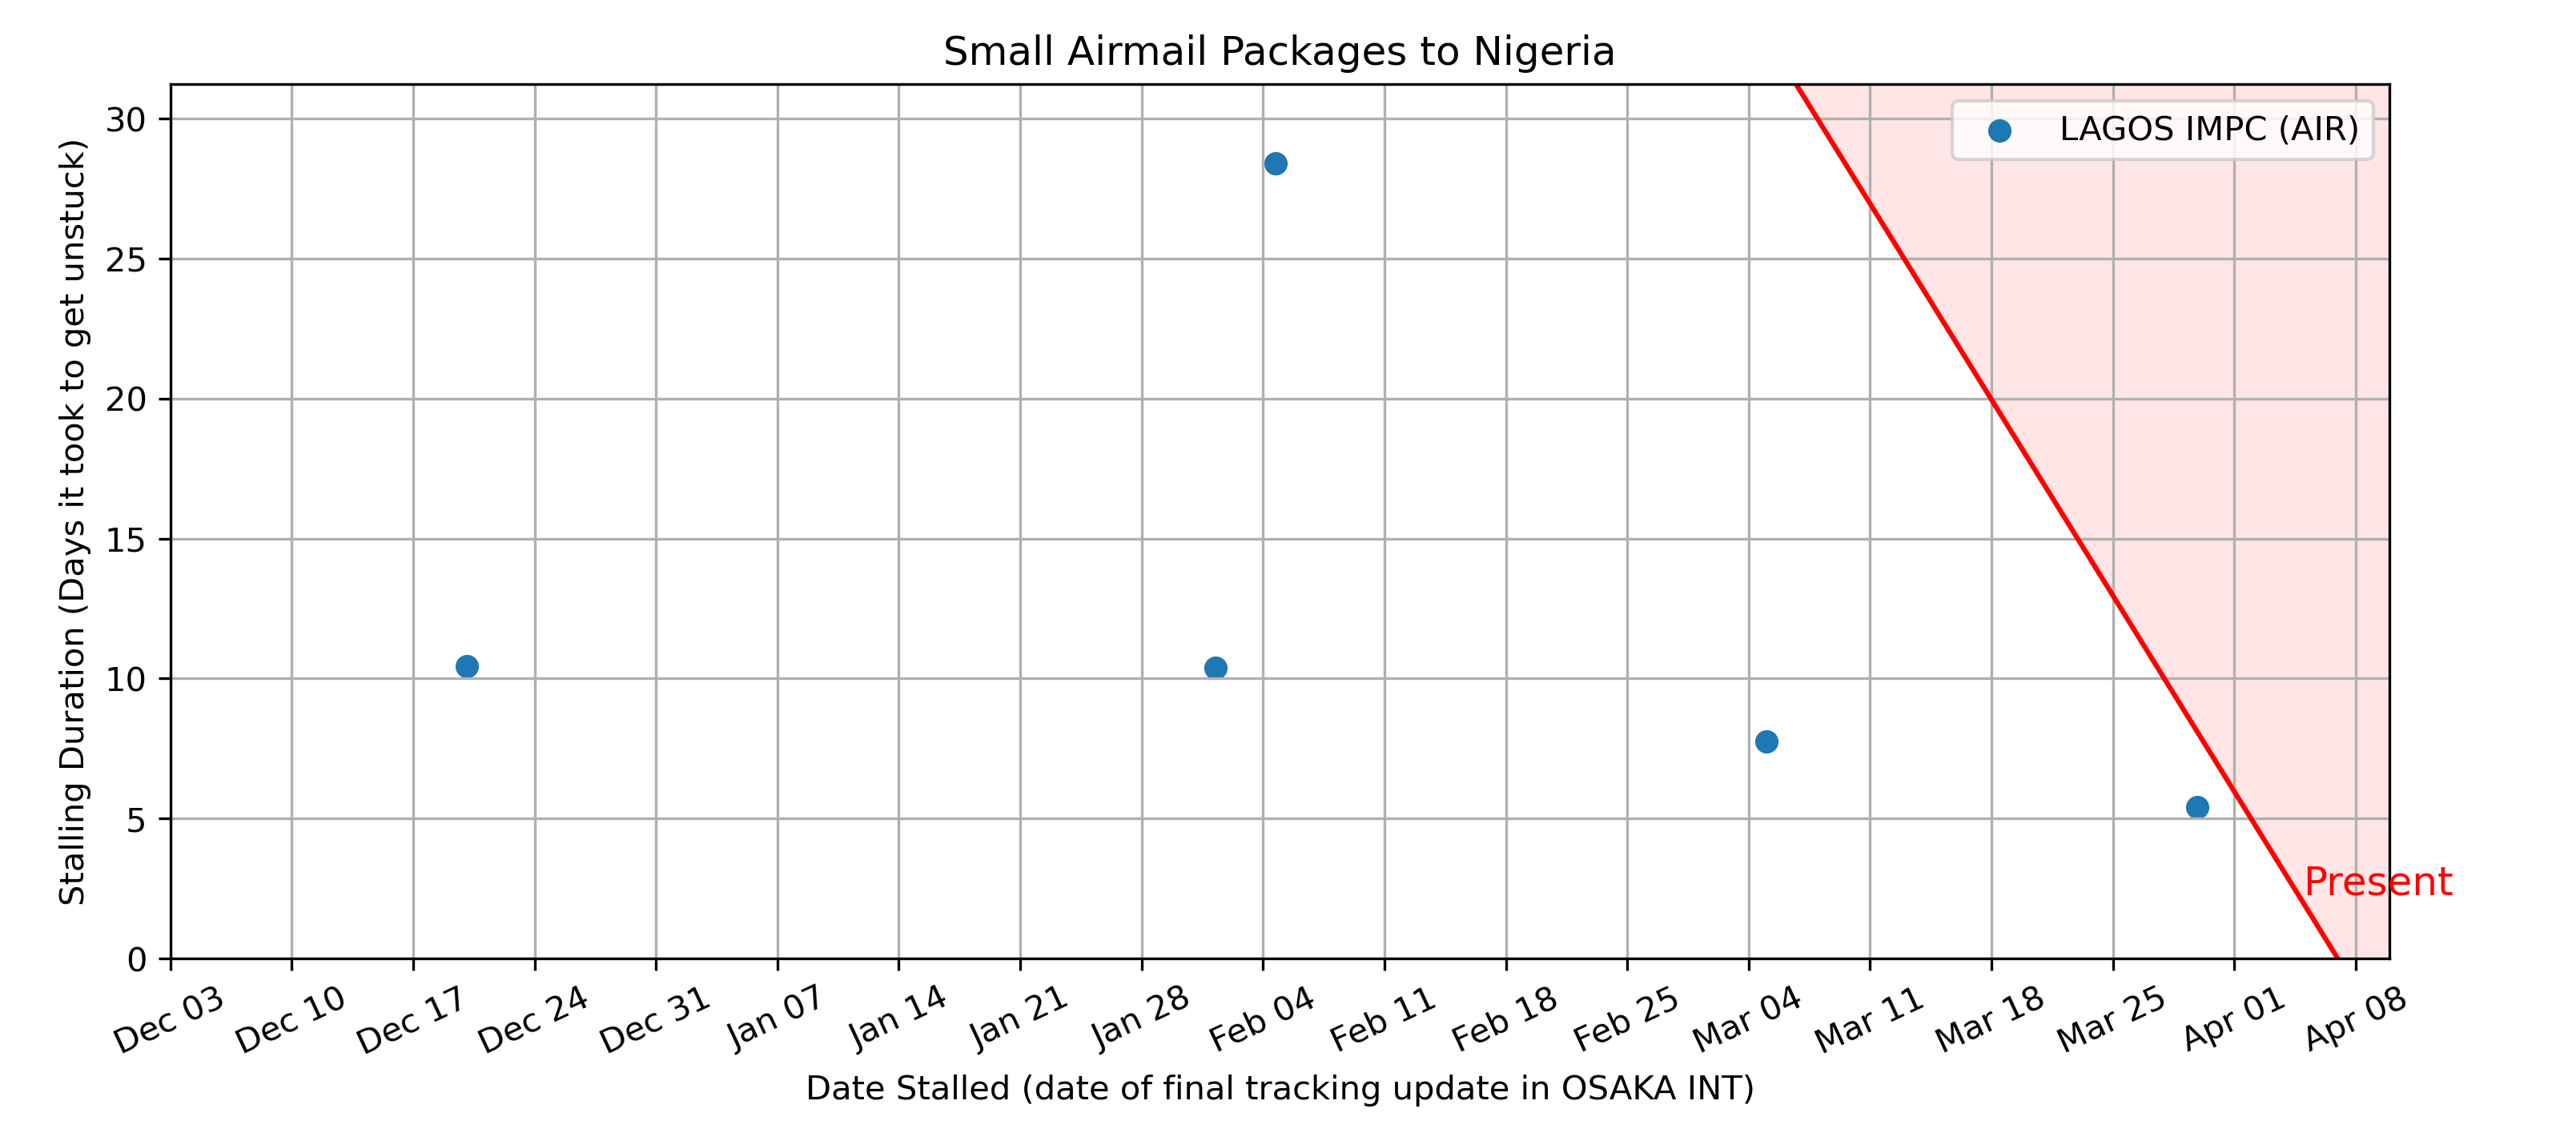 Small Airmail Packages to Nigeria
LAGOS IMPC (AIR)
Stalling Duration (Days it took to get unstuck)
30
25
20
15
10
5
0
Present
Dec 03 Dec 10 Dec 17 Dec 24 Dec 31 Jan 07 Jan 14 Jan 21 Jan 28 Feb 04 Feb 11 Feb 18 Feb 25 Mar 04 Mar 11 Mar 18 Mar 25 Apr 01 Apr 08
Date Stalled (date of final tracking update in OSAKA INT)